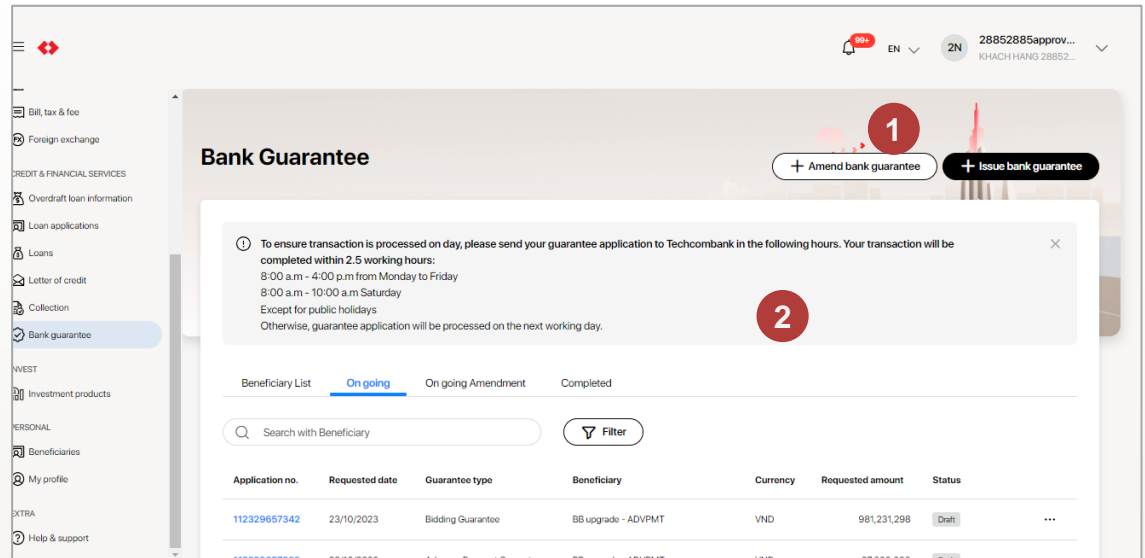 99+
EN
2N
28852885approv...
KHACH HANG 28852...
Bill, tax & fee
Foreign exchange
CREDIT & FINANCIAL SERVICES
Overdraft loan information
Loan applications
Loans
Letter of credit
Collection
Bank guarantee
INVEST
Investment products
PERSONAL
Beneficiaries
My profile
EXTRA
Help & support
Bank Guarantee
1
Amend bank guarantee
Issue bank guarantee
To ensure transaction is processed on day, please send your guarantee application to Techcombank in the following hours. Your transaction will be
completed within 2.5 working hours:
8:00 a.m - 4:00 p.m from Monday to Friday
8:00 a.m - 10:00 a.m Saturday
Except for public holidays
Otherwise, guarantee application will be processed on the next working day.
2
Beneficiary List On going On going Amendment Completed
Search with Beneficiary Filter
Application no. Requested date Guarantee type Beneficiary Currency Requested amount Status
112329657342 23/10/2023 Bidding Guarantee BB upgrade - ADVPMT VND 981,231,298 Draft ...